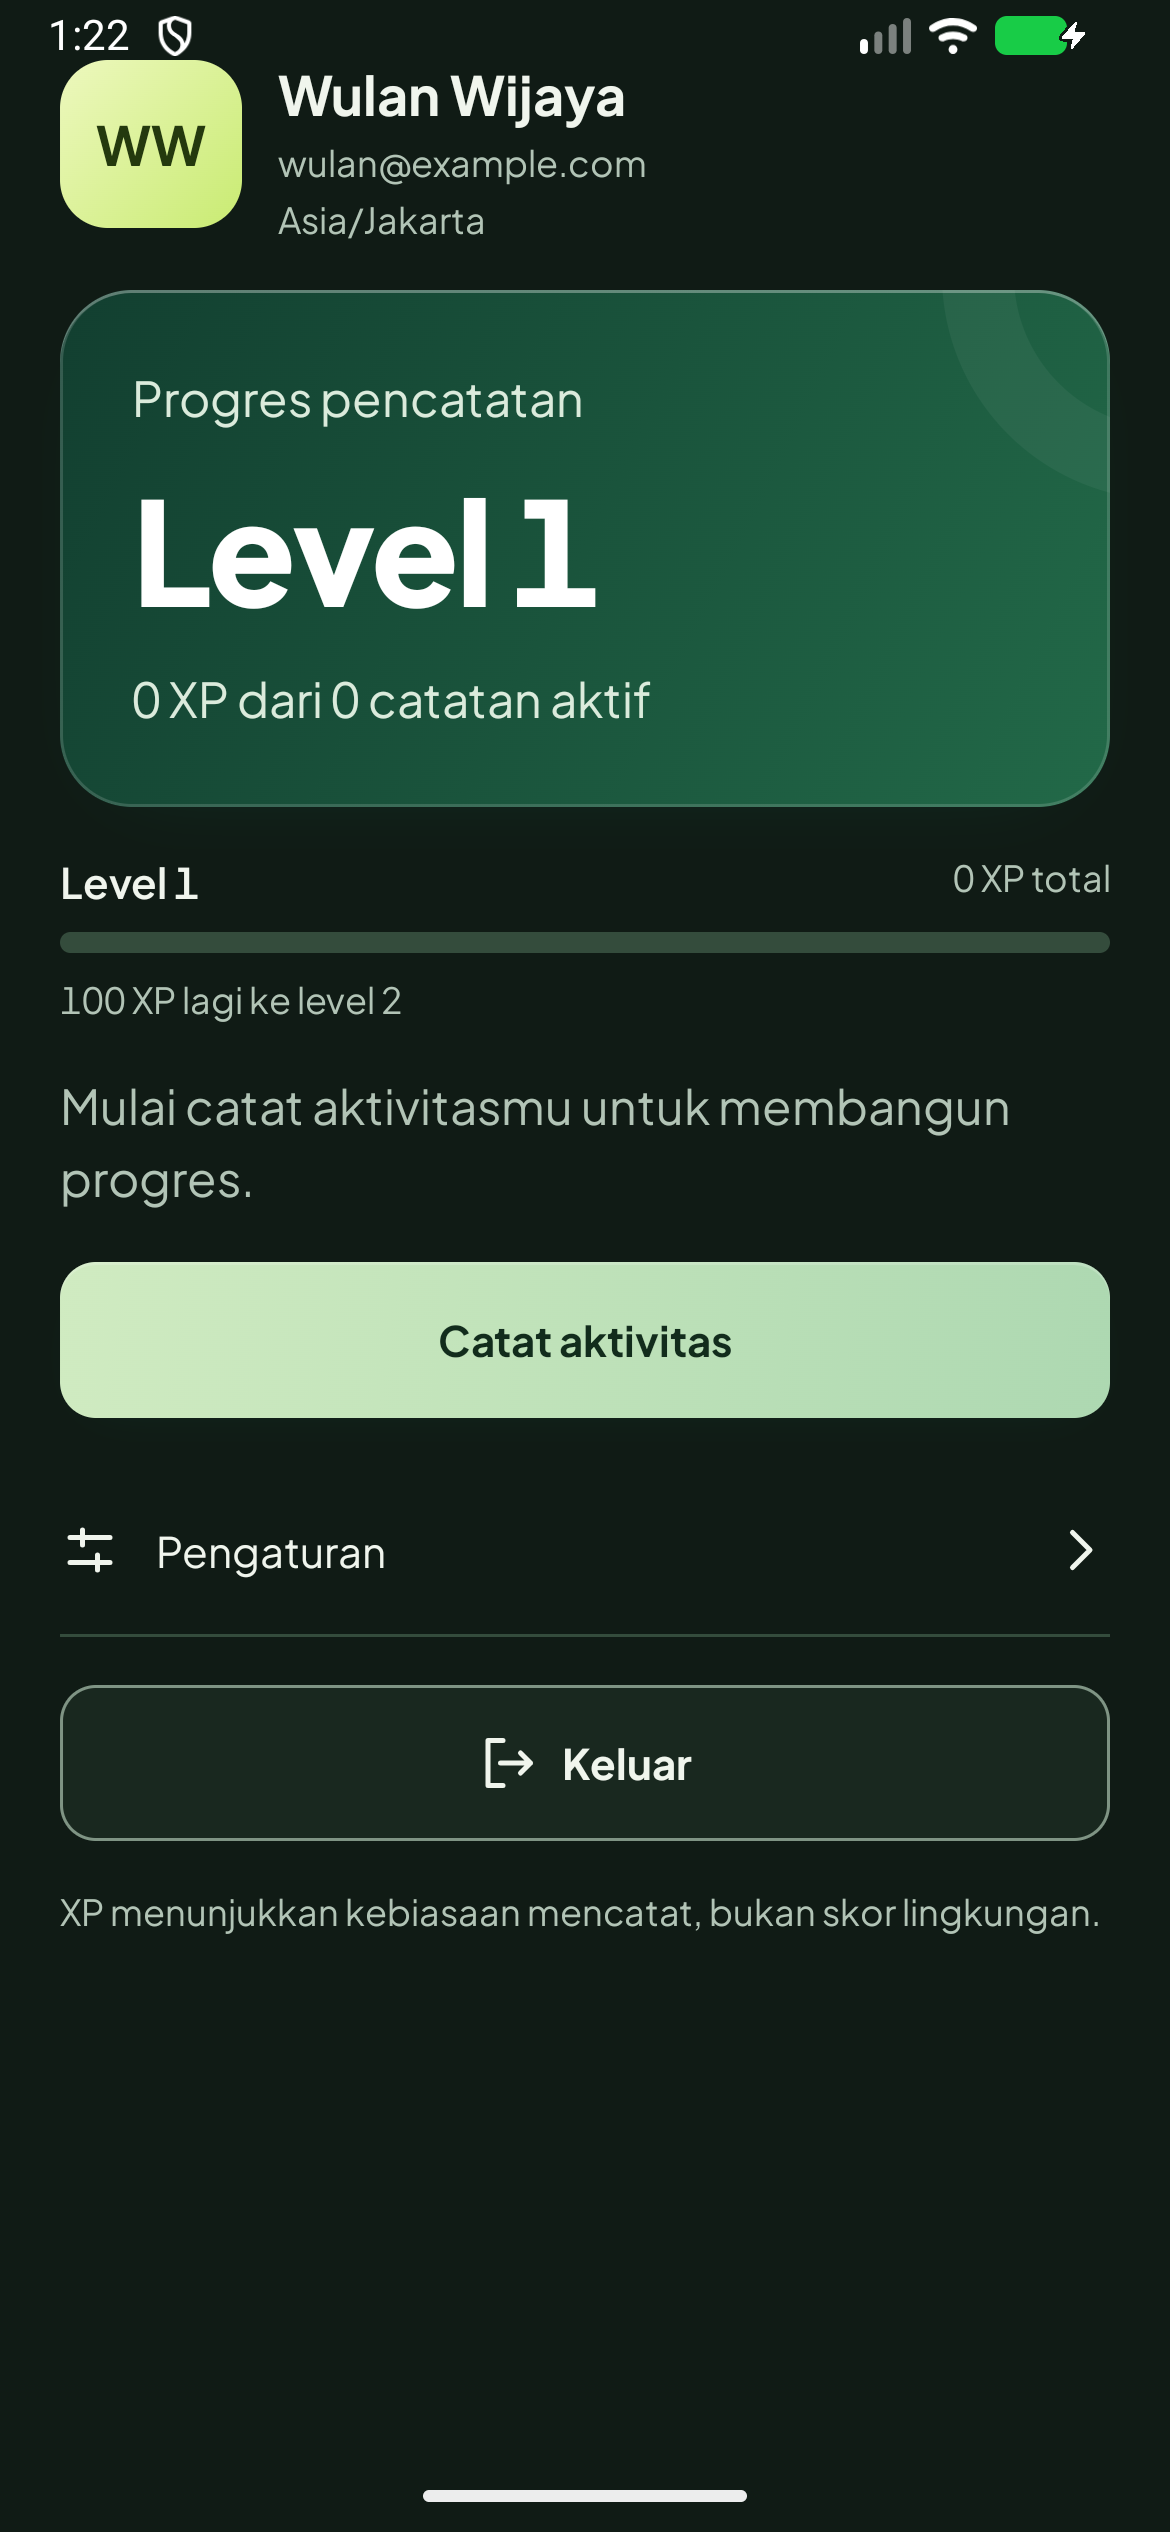 1:22
WW
Wulan Wijaya
wulan@example.com
Asia/Jakarta
Progres pencatatan
Level 1
0 XP dari 0 catatan aktif
Level 1
0 XP total
100 XP lagi ke level 2
Mulai catat aktivitasmu untuk membangun
progres.
Catat aktivitas
Pengaturan
Keluar
XP menunjukkan kebiasaan mencatat, bukan skor lingkungan.